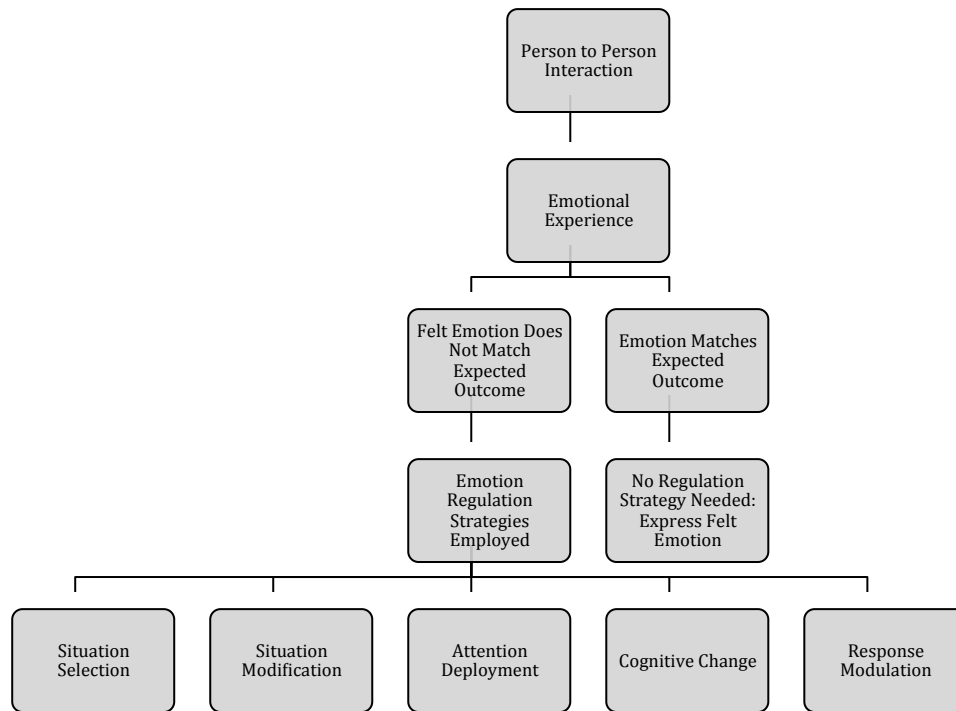 Person to Person
Interaction
Emotional
Experience
Felt Emotion Does
Not Match
Expected
Outcome
Emotion Matches
Expected
Outcome
Emotion
Regulation
Strategies
Employed
No Regulation
Strategy Needed:
Express Felt
Emotion
Situation
Selection
Situation
Modification
Attention
Deployment
Cognitive Change
Response
Modulation